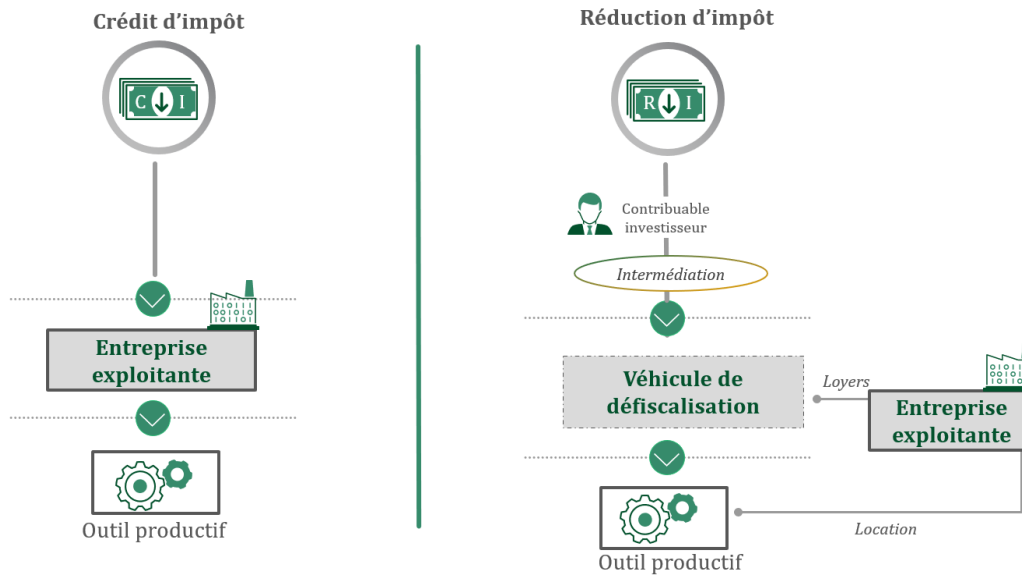 Crédit d’impôt
C I
Entreprise
exploitante
Outil productif
Réduction d’impôt
R I
Contribuable
investisseur
Intermédiation
Véhicule de
défiscalisation
Loyers
Entreprise
exploitante
Location
Outil productif